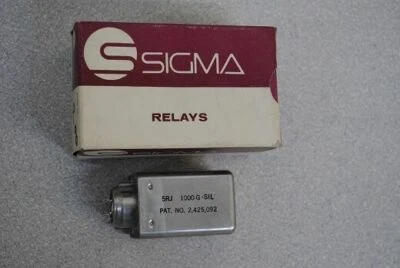 SIGMA
RELAYS
5RJ 1000 G-SIL
PAT. NO. 2,425,092